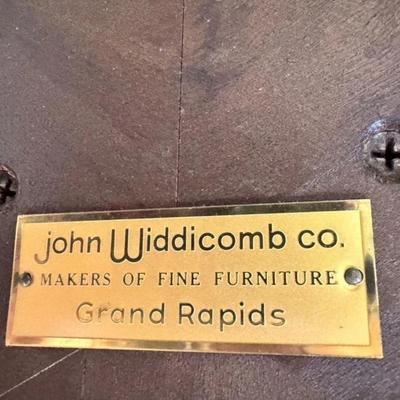 john Widdicomb co.
MAKERS OF FINE FURNITURE
Grand Rapids